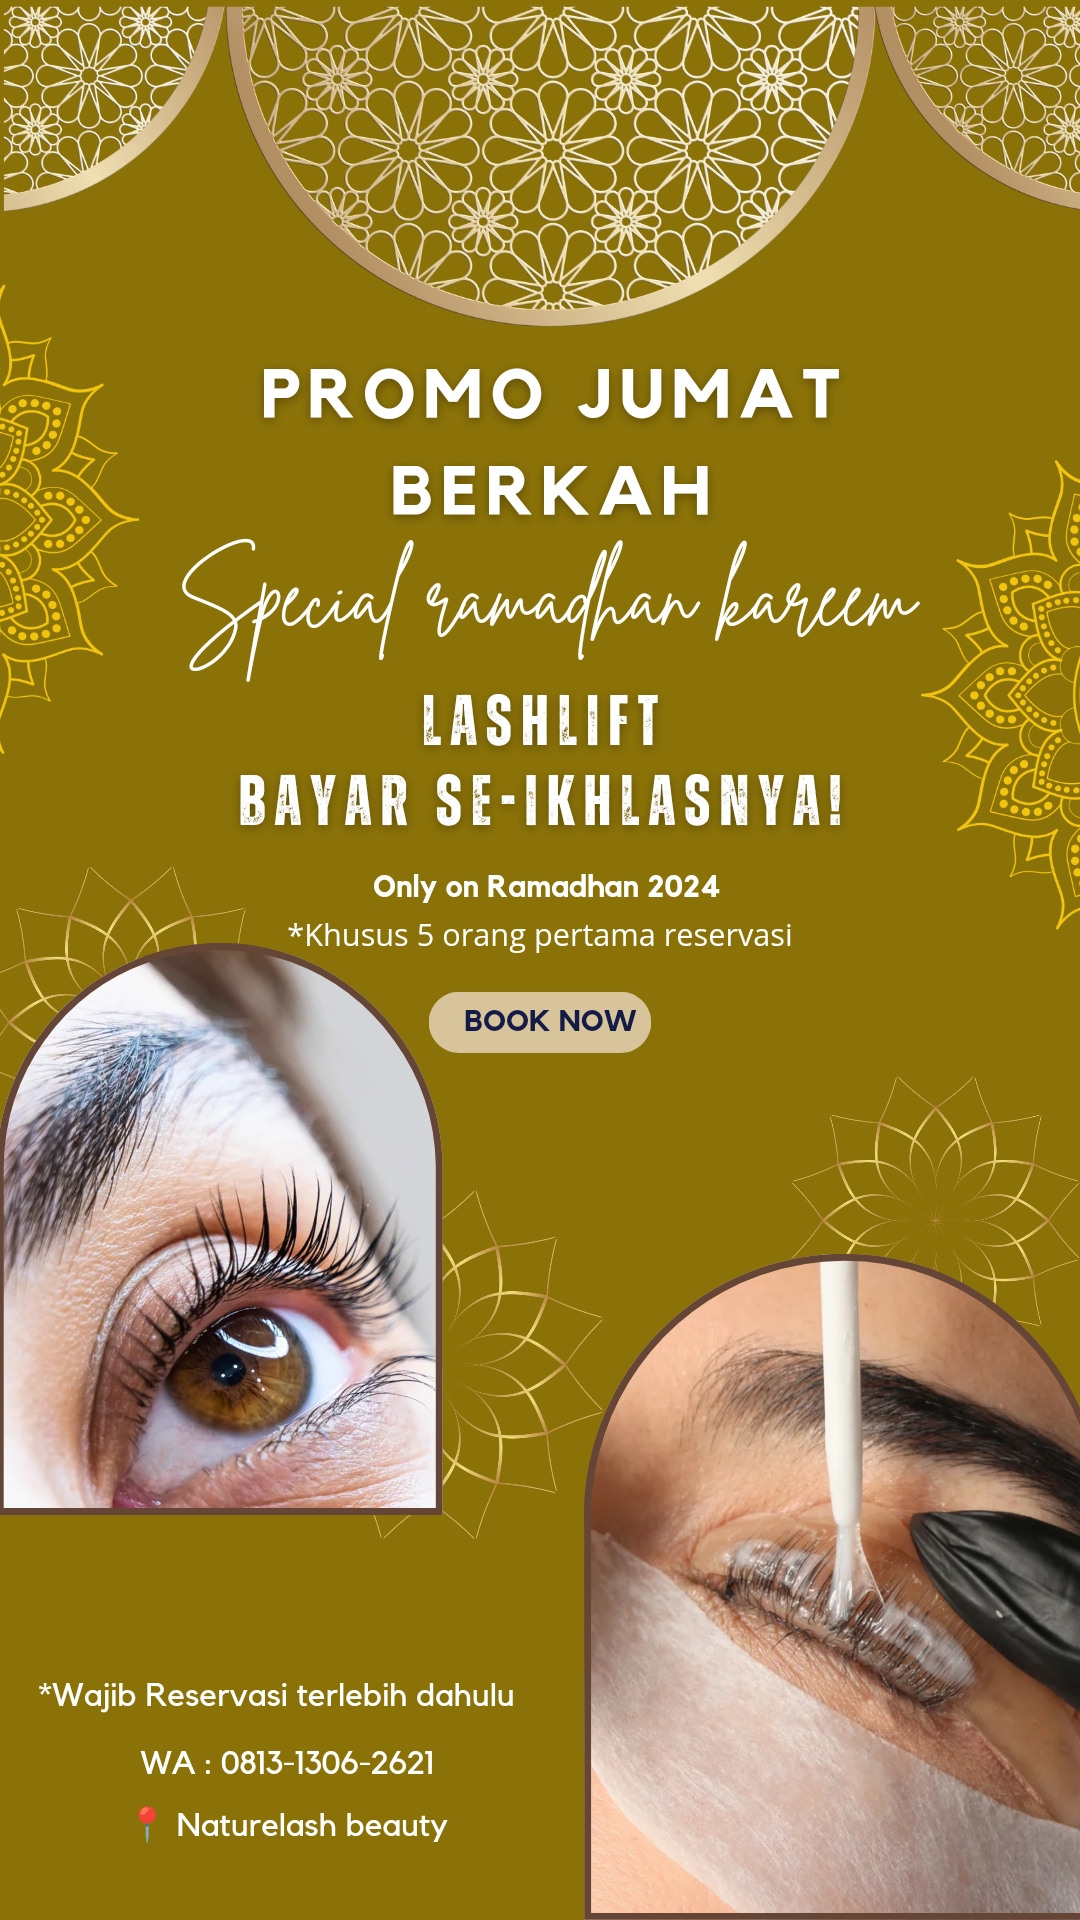 PROMO JUMAT
BERKAH
Special ramadhan kareem
LASHLIFT
BAYAR SE-IKHLASNYA!
Only on Ramadhan 2024
*Khusus 5 orang pertama reservasi
BOOK NOW
*Wajib Reservasi terlebih dahulu
WA : 0813-1306-2621
📍 Naturelash beauty